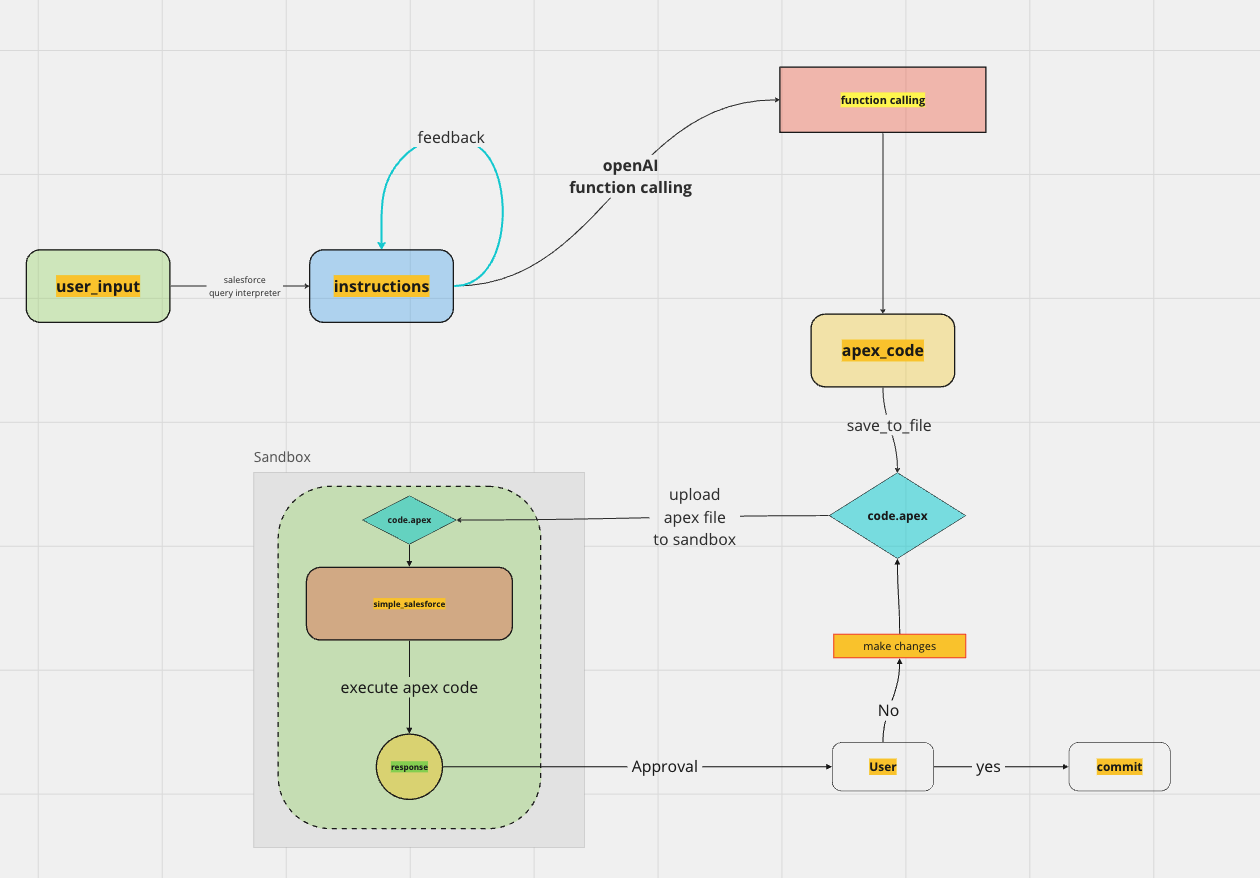 function calling
feedback
openAI
function calling
user_input
salesforce
query interpreter
instructions
apex_code
save_to_file
Sandbox
code.apex
upload
apex file
to sandbox
code.apex
simple_salesforce
make changes
execute apex code
No
response
Approval
User
yes
commit